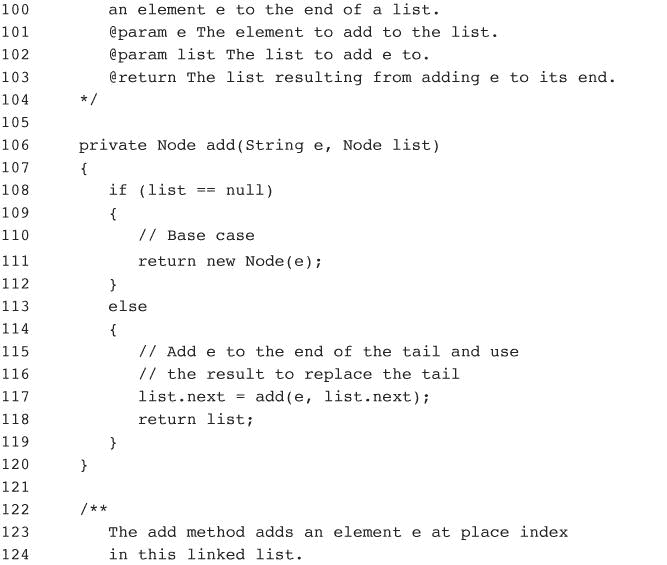 100        an element e to the end of a list.
101        @param e The element to add to the list.
102        @param list The list to add e to.
103        @return The list resulting from adding e to its end.
104     */
105
106     private Node add(String e, Node list)
107     {
108        if (list == null)
109        {
110           // Base case
111           return new Node(e);
112        }
113        else
114        {
115           // Add e to the end of the tail and use
116           // the result to replace the tail
117           list.next = add(e, list.next);
118           return list;
119        }
120     }
121
122     /**
123        The add method adds an element e at place index
124        in this linked list.